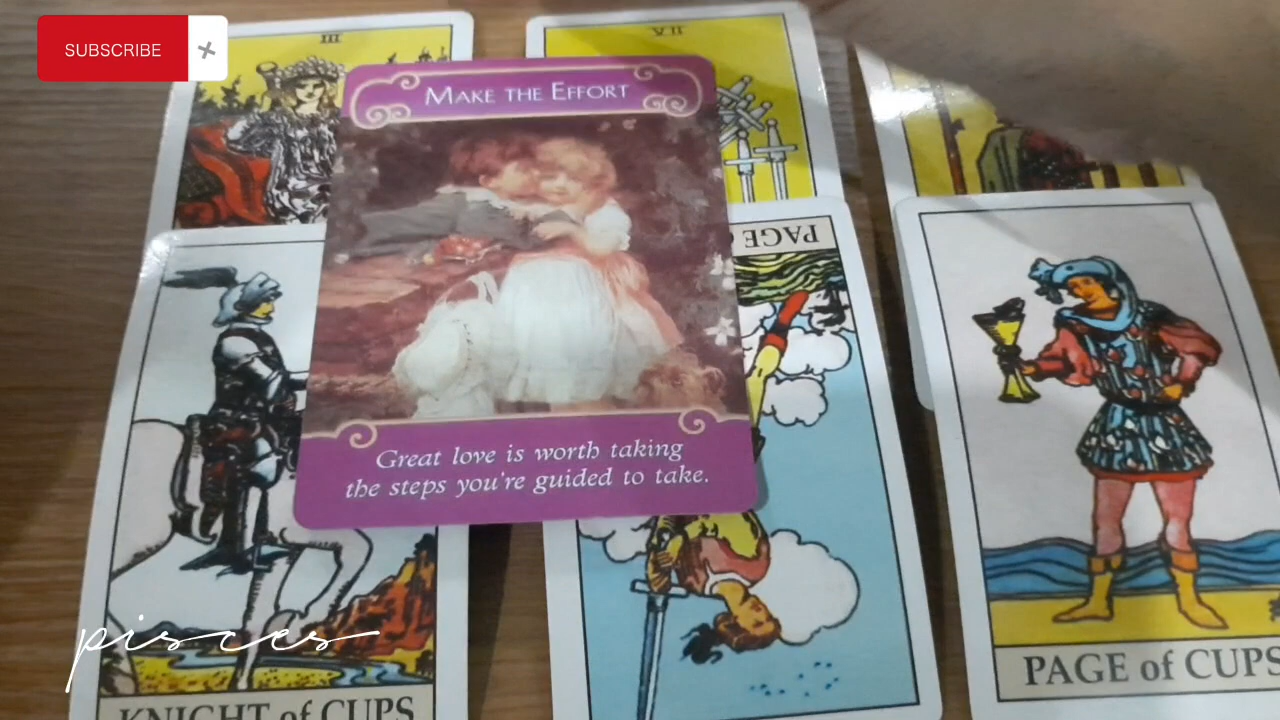 SUBSCRIBE
III
VII
MAKE THE EFFORT
PAGE
Great love is worth taking
the steps you're guided to take.
pisces
KNIGHT of CUPS
PAGE of CUPS